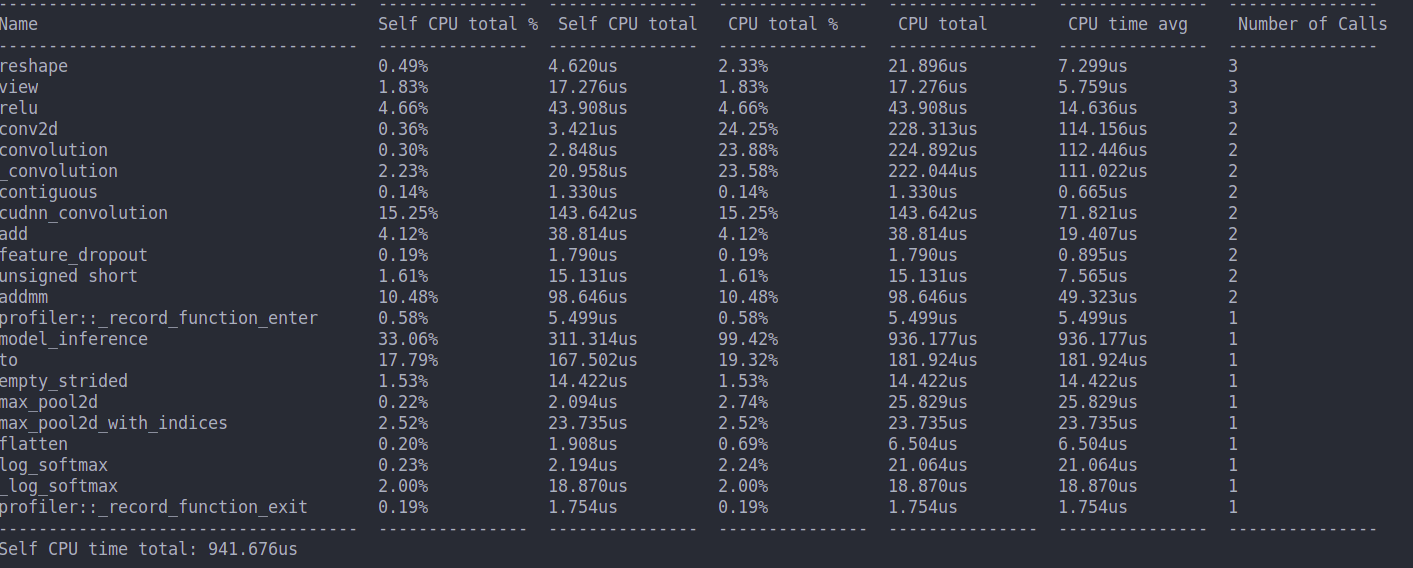 -----------------------------------  ---------------  ---------------  ---------------  ---------------  ---------------  ---------------
Name                                 Self CPU total %  Self CPU total   CPU total %      CPU total        CPU time avg     Number of Calls
-----------------------------------  ---------------  ---------------  ---------------  ---------------  ---------------  ---------------
reshape                              0.49%            4.620us          2.33%            21.896us         7.299us          3
view                                 1.83%            17.276us         1.83%            17.276us         5.759us          3
relu                                 4.66%            43.908us         4.66%            43.908us         14.636us         3
conv2d                               0.36%            3.421us          24.25%           228.313us        114.156us        2
convolution                          0.30%            2.848us          23.88%           224.892us        112.446us        2
_convolution                         2.23%            20.958us         23.58%           222.044us        111.022us        2
contiguous                           0.14%            1.330us          0.14%            1.330us          0.665us          2
cudnn_convolution                    15.25%           143.642us        15.25%           143.642us        71.821us         2
add                                  4.12%            38.814us         4.12%            38.814us         19.407us         2
feature_dropout                      0.19%            1.790us          0.19%            1.790us          0.895us          2
unsigned short                       1.61%            15.131us         1.61%            15.131us         7.565us          2
addmm                                10.48%           98.646us         10.48%           98.646us         49.323us         2
profiler::_record_function_enter     0.58%            5.499us          0.58%            5.499us          5.499us          1
model_inference                      33.06%           311.314us        99.42%           936.177us        936.177us        1
to                                   17.79%           167.502us        19.32%           181.924us        181.924us        1
empty_strided                        1.53%            14.422us         1.53%            14.422us         14.422us         1
max_pool2d                           0.22%            2.094us          2.74%            25.829us         25.829us         1
max_pool2d_with_indices              2.52%            23.735us         2.52%            23.735us         23.735us         1
flatten                              0.20%            1.908us          0.69%            6.504us          6.504us          1
log_softmax                          0.23%            2.194us          2.24%            21.064us         21.064us         1
_log_softmax                         2.00%            18.870us         2.00%            18.870us         18.870us         1
profiler::_record_function_exit      0.19%            1.754us          0.19%            1.754us          1.754us          1
-----------------------------------  ---------------  ---------------  ---------------  ---------------  ---------------  ---------------
Self CPU time total: 941.676us